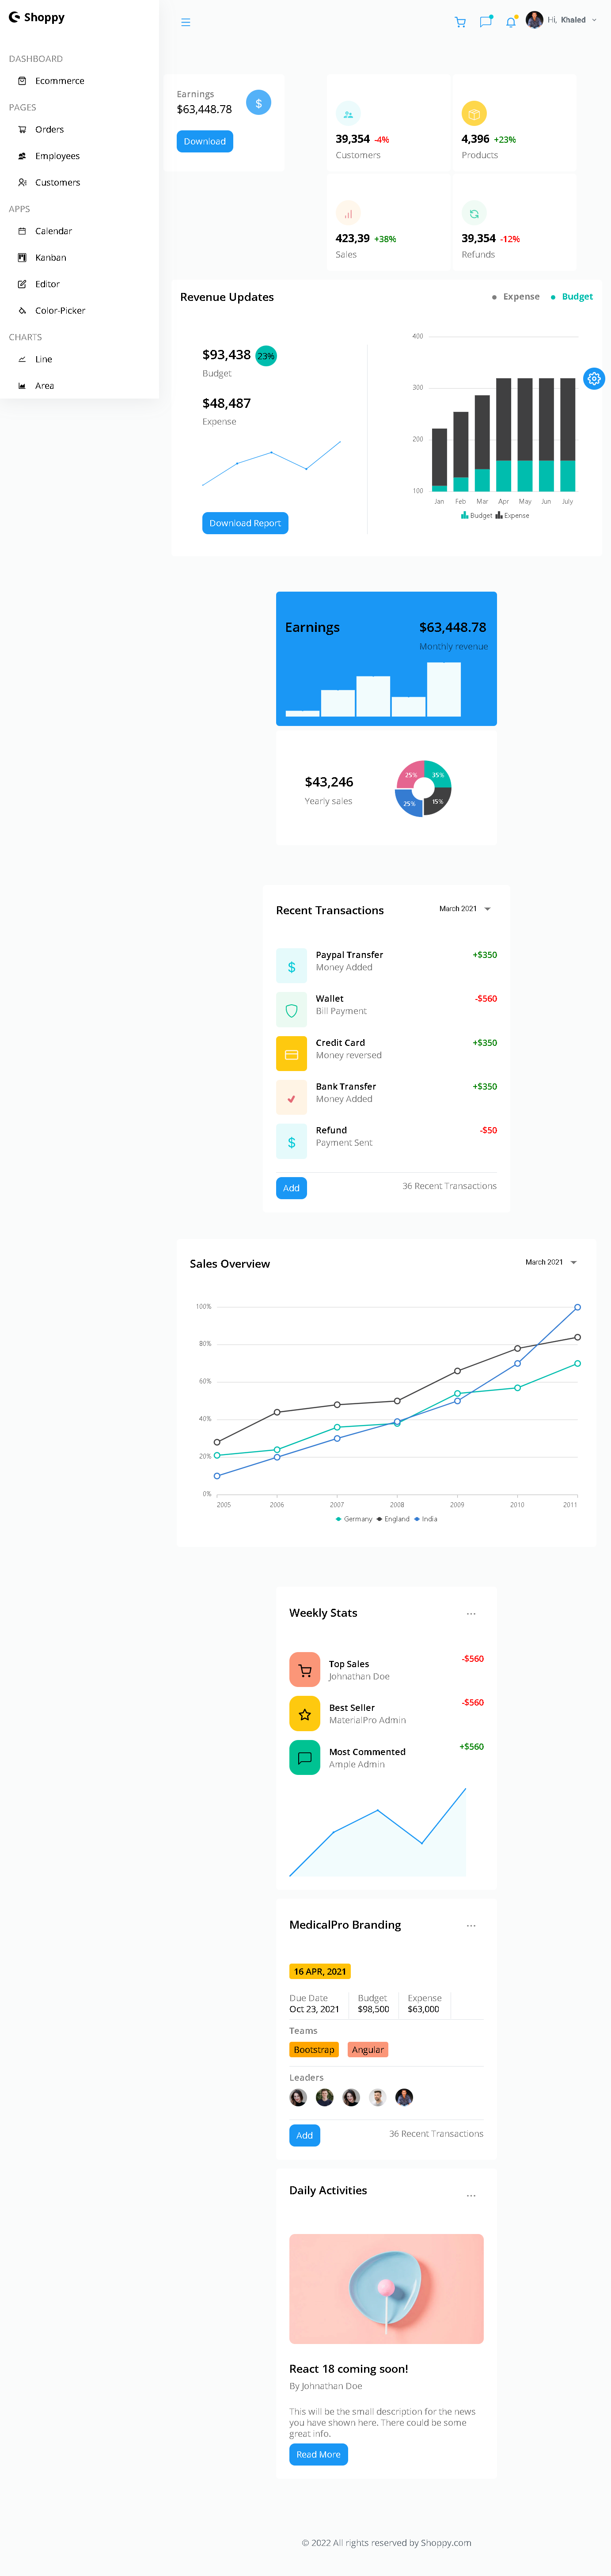 Shoppy
DASHBOARD
Ecommerce
PAGES
Orders
Employees
Customers
APPS
Calendar
Kanban
Editor
Color-Picker
CHARTS
Line
Area
Hi, Khaled
Earnings
$63,448.78
$
Download
39,354 -4%
Customers
4,396 +23%
Products
423,39 +38%
Sales
39,354 -12%
Refunds
Revenue Updates
Expense
Budget
$93,438 23%
Budget
$48,487
Expense
Download Report
400
300
200
100
Jan Feb Mar Apr May Jun July
Budget Expense
Earnings
$63,448.78
Monthly revenue
$43,246
Yearly sales
25% 35%
25% 15%
Recent Transactions
March 2021
$
Paypal Transfer +$350
Money Added
Wallet -$560
Bill Payment
Credit Card +$350
Money reversed
Bank Transfer +$350
Money Added
$
Refund -$50
Payment Sent
Add
36 Recent Transactions
Sales Overview
March 2021
100%
80%
60%
40%
20%
0%
2005 2006 2007 2008 2009 2010 2011
Germany England India
Weekly Stats
...
Top Sales -$560
Johnathan Doe
Best Seller -$560
MaterialPro Admin
Most Commented +$560
Ample Admin
MedicalPro Branding
...
16 APR, 2021
Due Date Budget Expense
Oct 23, 2021 $98,500 $63,000
Teams
Bootstrap Angular
Leaders
Add
36 Recent Transactions
Daily Activities
...
React 18 coming soon!
By Johnathan Doe
This will be the small description for the news
you have shown here. There could be some
great info.
Read More
© 2022 All rights reserved by Shoppy.com